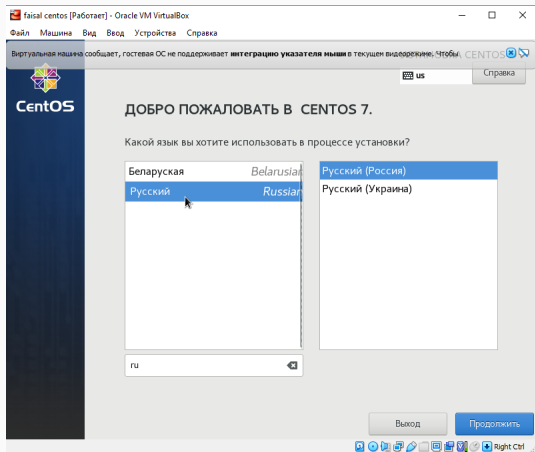 faisal centos [Работает] - Oracle VM VirtualBox
Файл Машина Вид Ввод Устройства Справка
Виртуальная машина сообщает, гостевая ОС не поддерживает интеграцию указателя мыши в текущем видеорежиме. Чтобы
CENTOS
us
Справка
CentOS
ДОБРО ПОЖАЛОВАТЬ В CENTOS 7.
Какой язык вы хотите использовать в процессе установки?
Беларуская Belarusian
Русский Russian
Русский (Россия)
Русский (Украина)
ru
Выход
Продолжить
Right Ctrl